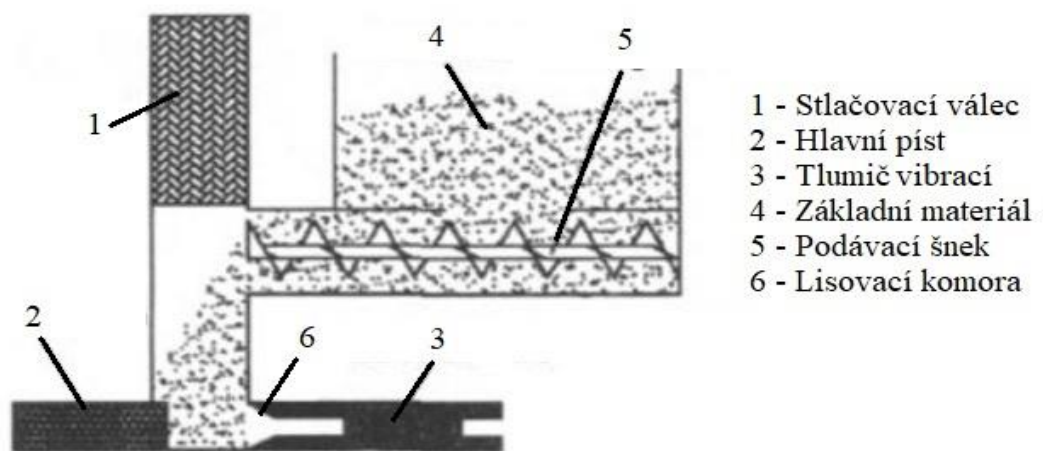 4
5
1
1 - Stlačovací válec
2 - Hlavní píst
3 - Tlumič vibrací
4 - Základní materiál
5 - Podávací šnek
6 - Lisovací komora
2
6
3